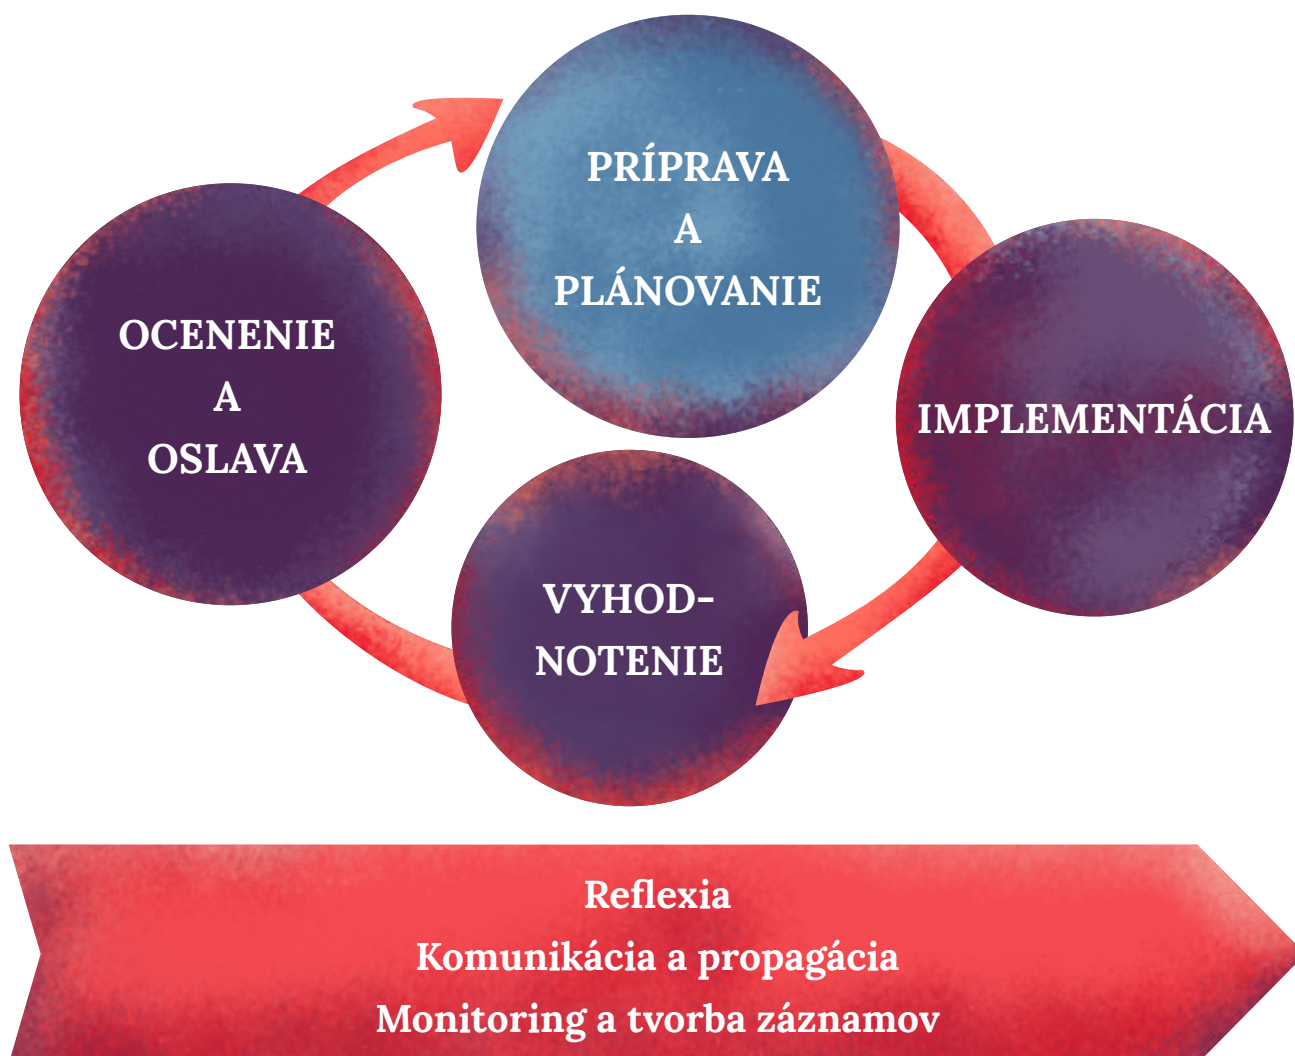 PRÍPRAVA
A
PLÁNOVANIE
IMPLEMENTÁCIA
VYHOD-
NOTENIE
OCENENIE
A
OSLAVA
Reflexia
Komunikácia a propagácia
Monitoring a tvorba záznamov